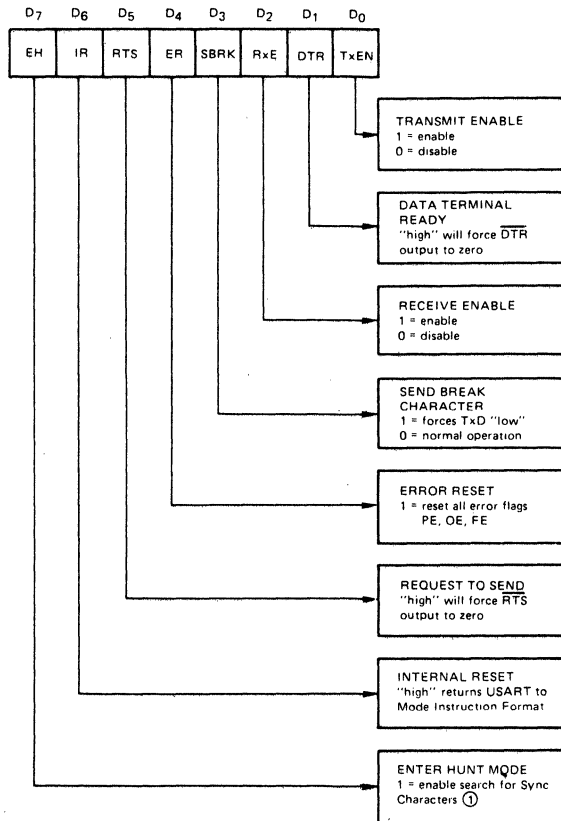 D7 D6 D5 D4 D3 D2 D1 D0
EH IR RTS ER SBRK RxE DTR TxEN
TRANSMIT ENABLE
1 = enable
0 = disable
DATA TERMINAL
READY
"high" will force D̅T̅R̅
output to zero
RECEIVE ENABLE
1 = enable
0 = disable
SEND BREAK
CHARACTER
1 = forces TxD "low"
0 = normal operation
ERROR RESET
1 = reset all error flags
PE, OE, FE
REQUEST TO SEND
"high" will force R̅T̅S̅
output to zero
INTERNAL RESET
"high" returns USART to
Mode Instruction Format
ENTER HUNT MODE
1 = enable search for Sync
Characters ①